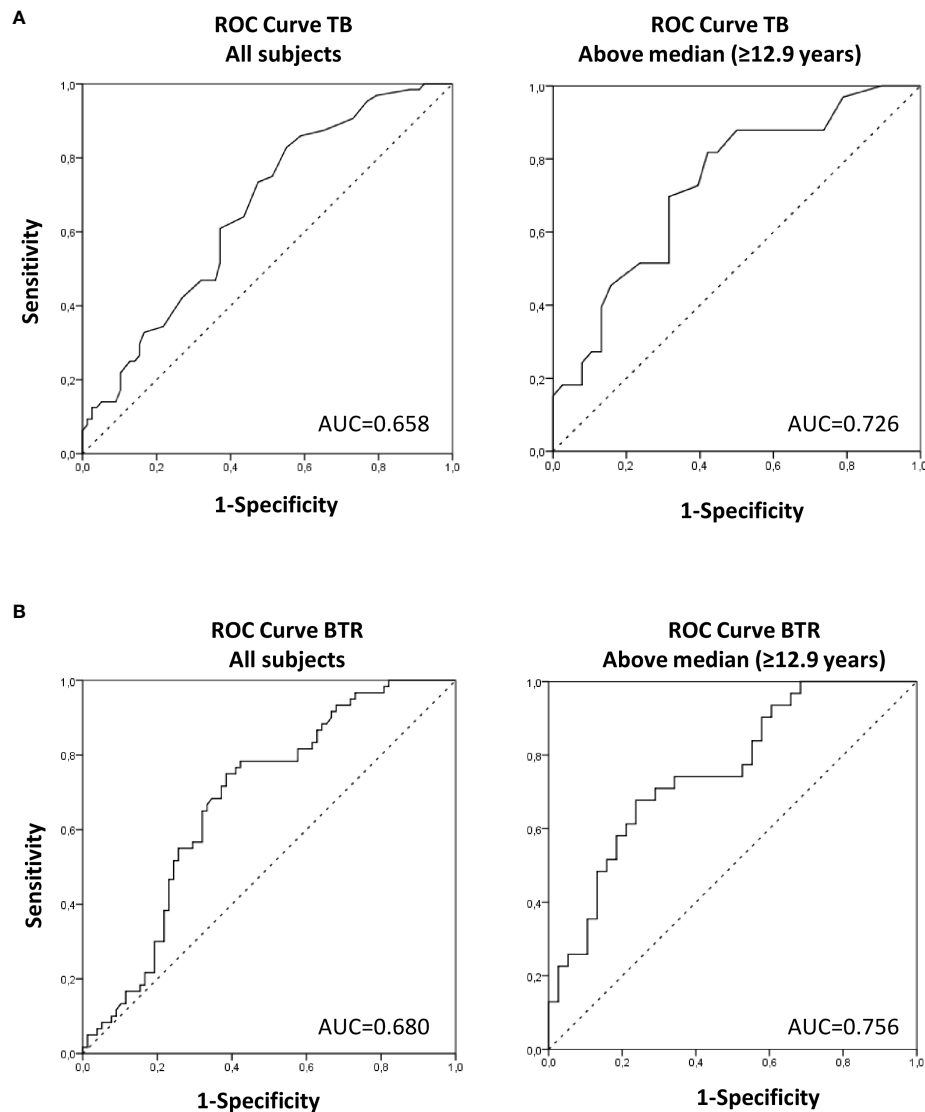 A
ROC Curve TB
All subjects
1,0
0,8
0,6
0,4
0,2
0,0
Sensitivity
AUC=0.658
0,0 0,2 0,4 0,6 0,8 1,0
1-Specificity
ROC Curve TB
Above median (≥12.9 years)
1,0
0,8
0,6
0,4
0,2
0,0
AUC=0.726
0,0 0,2 0,4 0,6 0,8 1,0
1-Specificity
B
ROC Curve BTR
All subjects
1,0
0,8
0,6
0,4
0,2
0,0
Sensitivity
AUC=0.680
0,0 0,2 0,4 0,6 0,8 1,0
1-Specificity
ROC Curve BTR
Above median (≥12.9 years)
1,0
0,8
0,6
0,4
0,2
0,0
AUC=0.756
0,0 0,2 0,4 0,6 0,8 1,0
1-Specificity